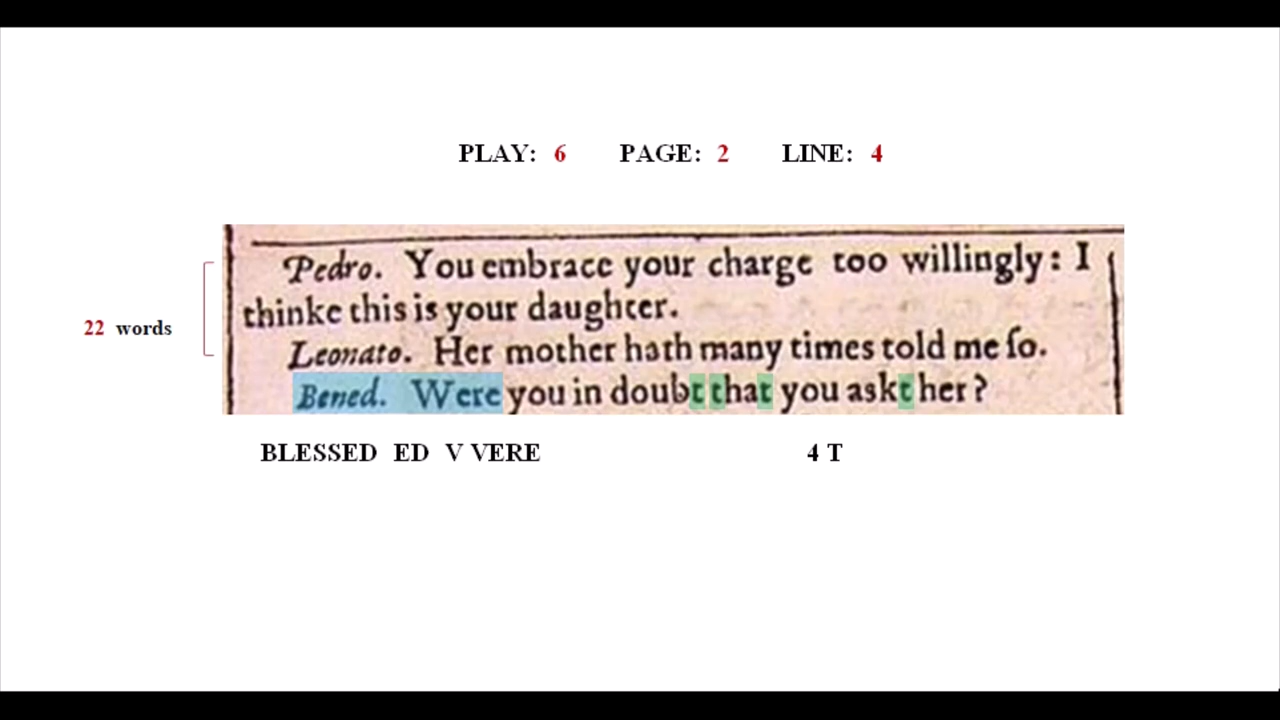 PLAY: 6 PAGE: 2 LINE: 4
Pedro. You embrace your charge too willingly: I
thinke this is your daughter.
22 words
Leonato. Her mother hath many times told me ſo.
Bened. Were you in doubt that you askt her?
BLESSED ED V VERE 4 T